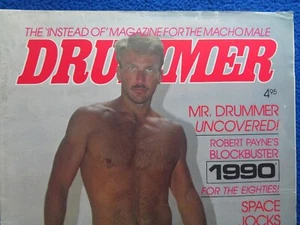 THE 'INSTEAD OF' MAGAZINE FOR THE MACHO MALE
DRUMMER
4.95
MR. DRUMMER
UNCOVERED!
ROBERT PAYNE'S
BLOCKBUSTER
1990
FOR THE EIGHTIES!
SPACE
JOCKS